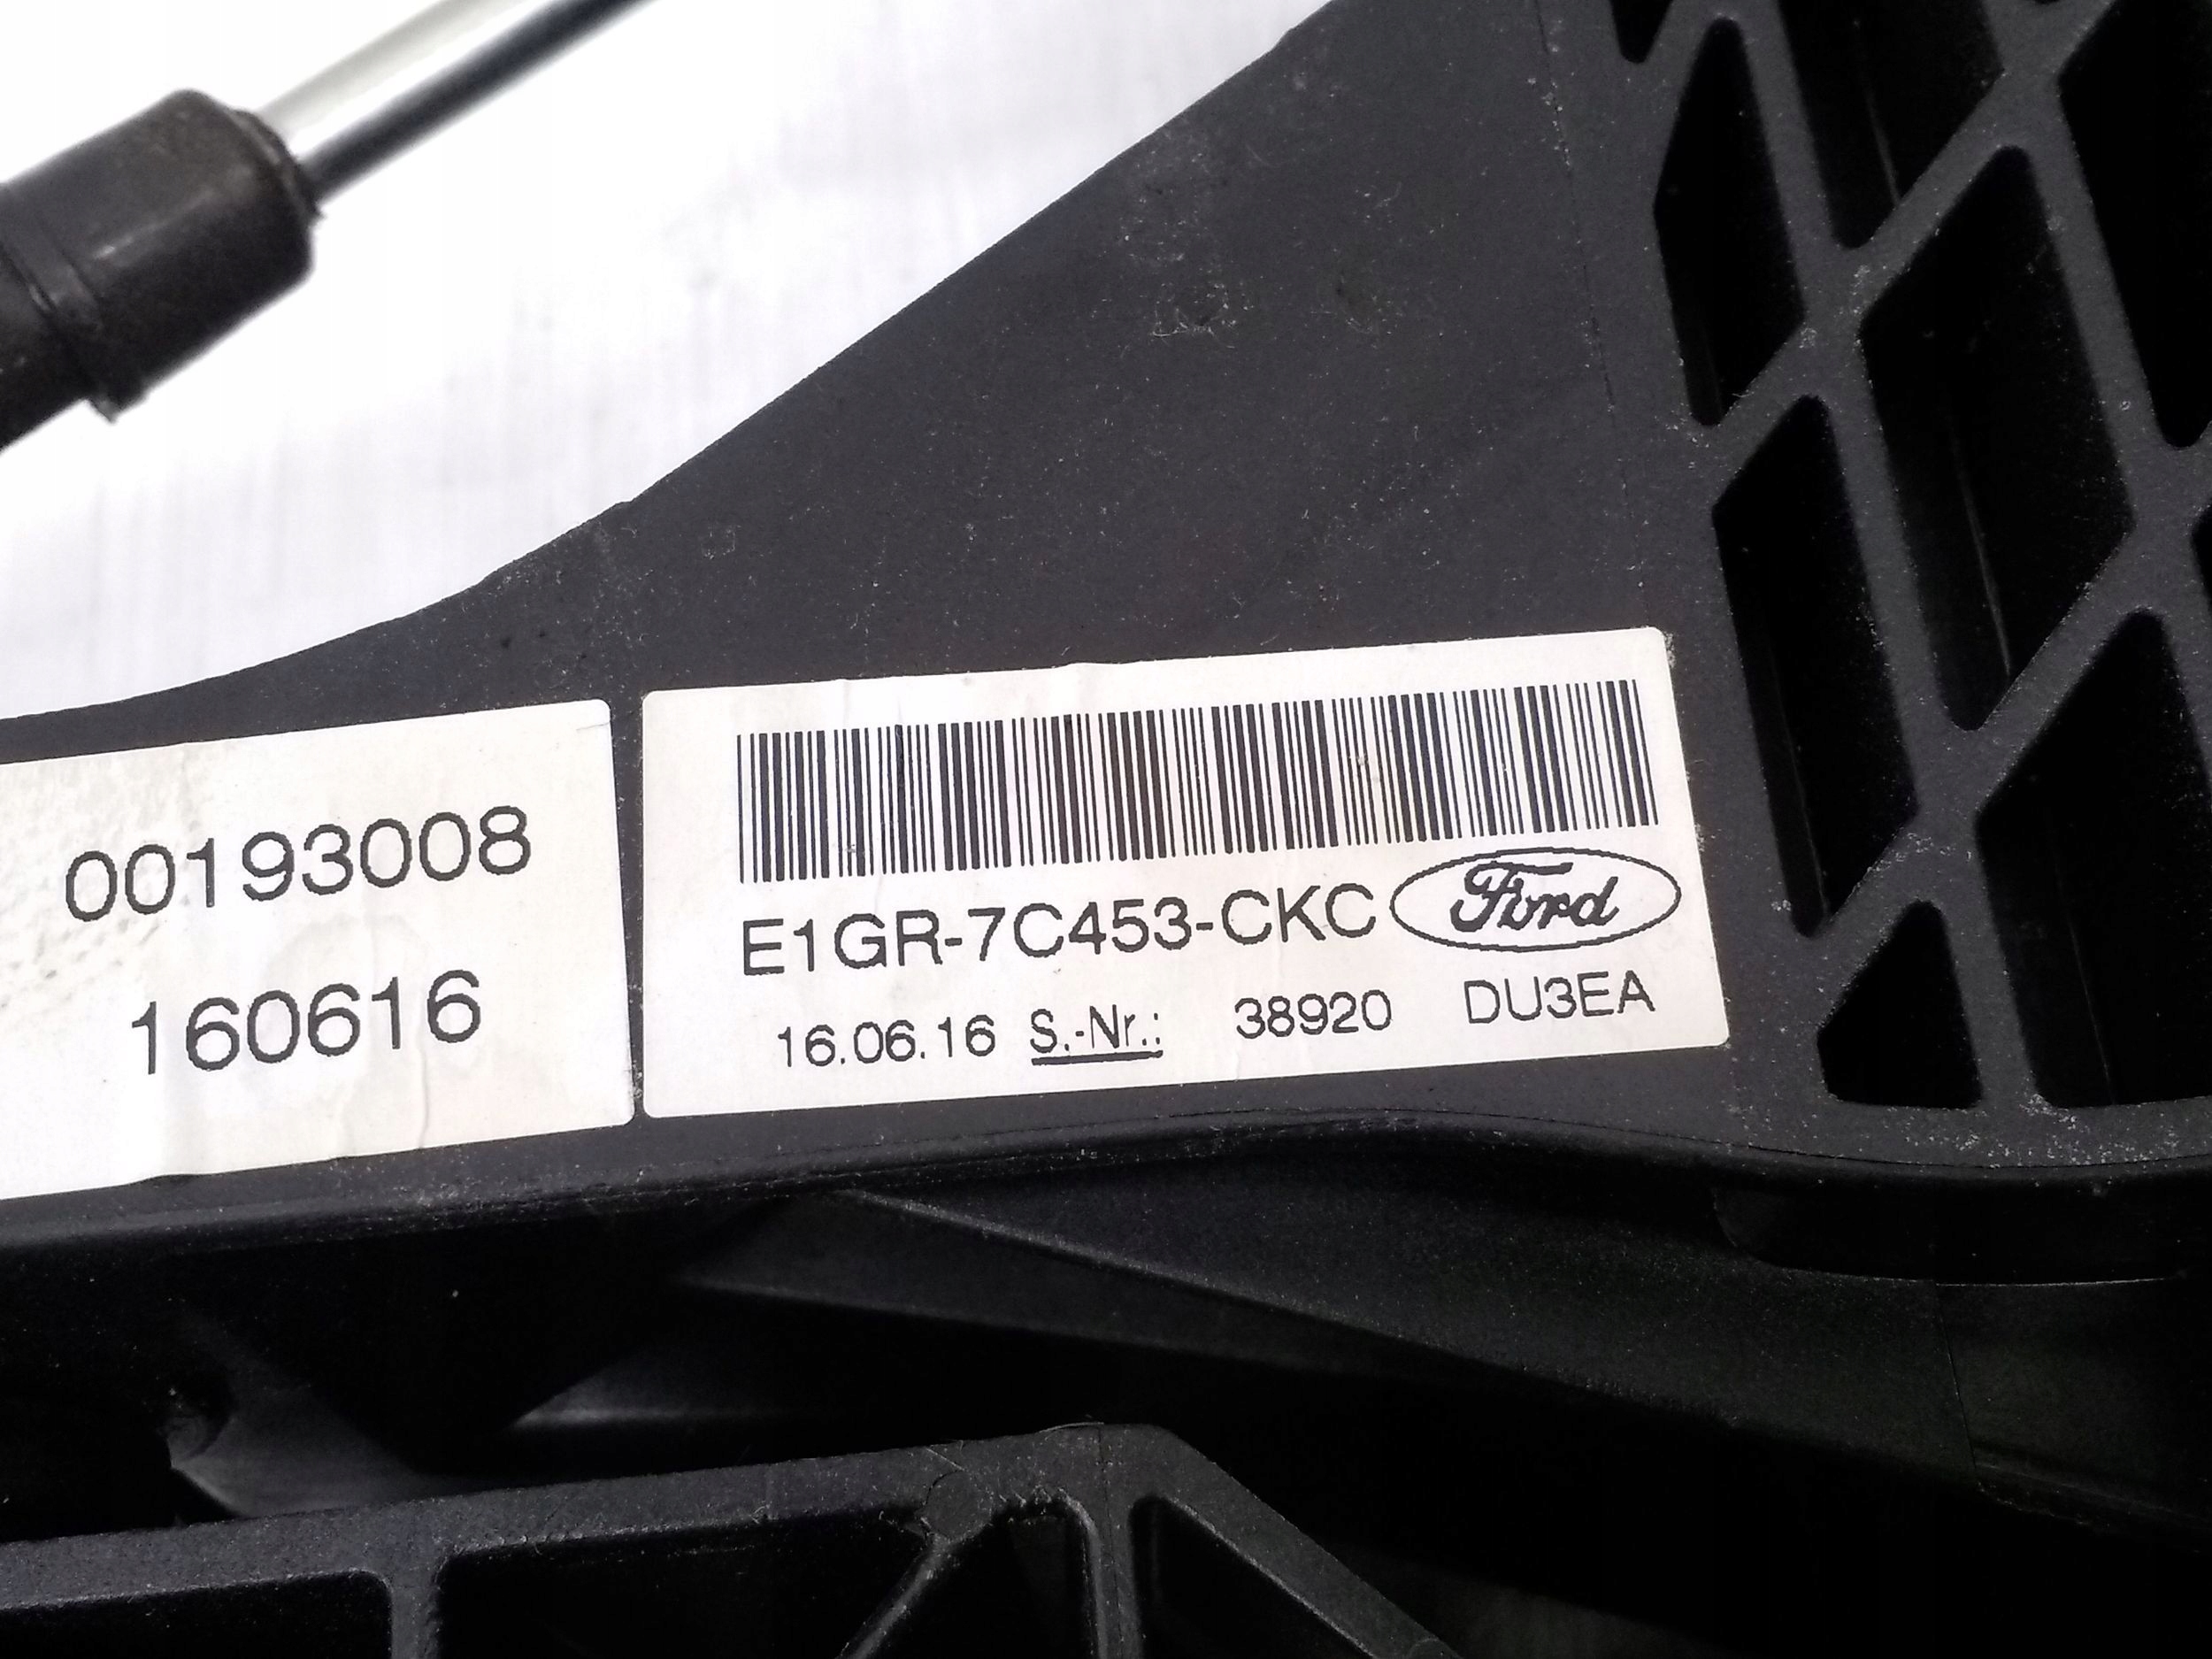 00193008
160616
E1GR-7C453-CKC Ford
16.06.16 S.-Nr.: 38920 DU3EA